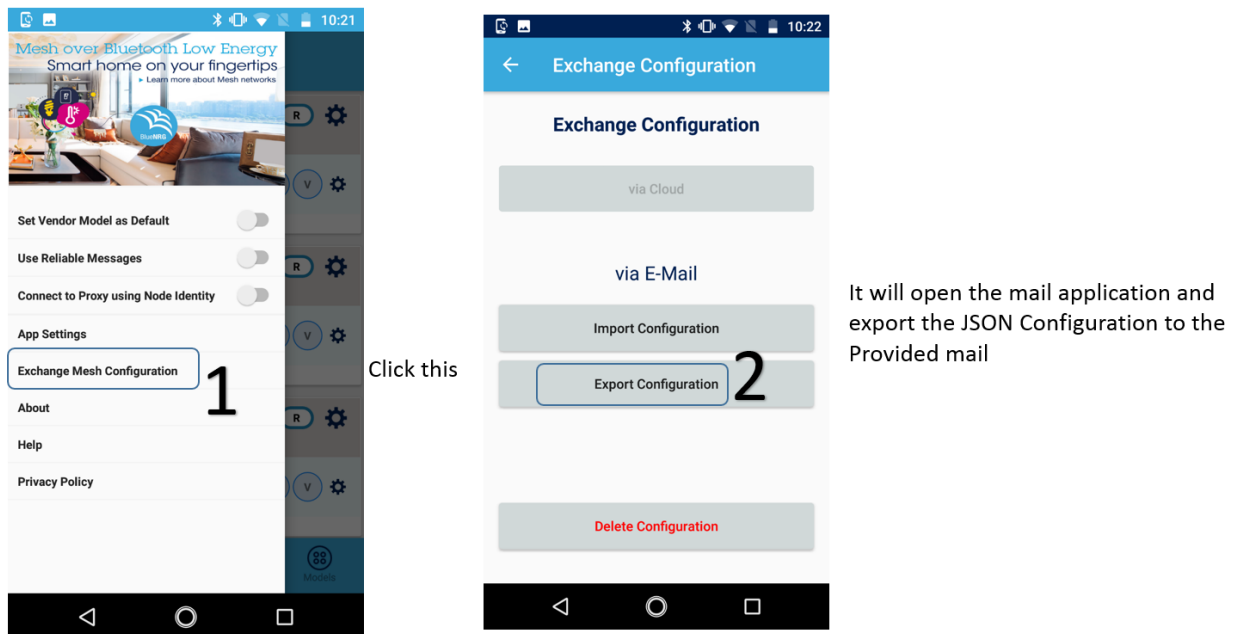 10:21
Mesh over Bluetooth Low Energy
Smart home on your fingertips
▸ Learn more about Mesh networks
BlueNRG
R
V
Set Vendor Model as Default
Use Reliable Messages
R
Connect to Proxy using Node Identity
App Settings
V
Exchange Mesh Configuration
1
About
R
Help
Privacy Policy
V
Models
Click this
10:22
Exchange Configuration
Exchange Configuration
via Cloud
via E-Mail
Import Configuration
Export Configuration
2
Delete Configuration
It will open the mail application and
export the JSON Configuration to the
Provided mail